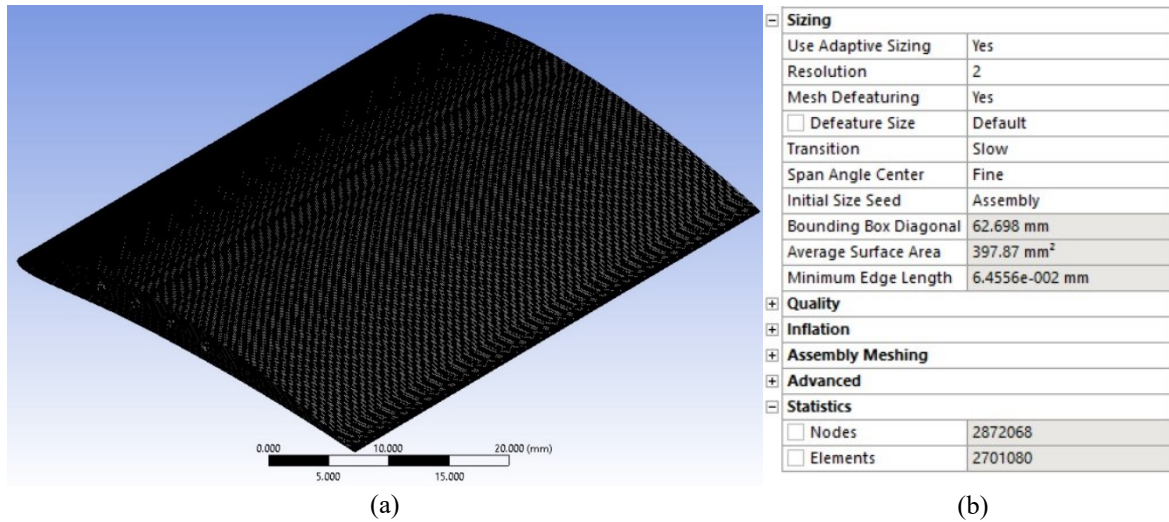 0.000 10.000 20.000 (mm)
5.000 15.000
(a)
Sizing
Use Adaptive Sizing Yes
Resolution 2
Mesh Defeaturing Yes
Defeature Size Default
Transition Slow
Span Angle Center Fine
Initial Size Seed Assembly
Bounding Box Diagonal 62.698 mm
Average Surface Area 397.87 mm²
Minimum Edge Length 6.4556e-002 mm
Quality
Inflation
Assembly Meshing
Advanced
Statistics
Nodes 2872068
Elements 2701080
(b)